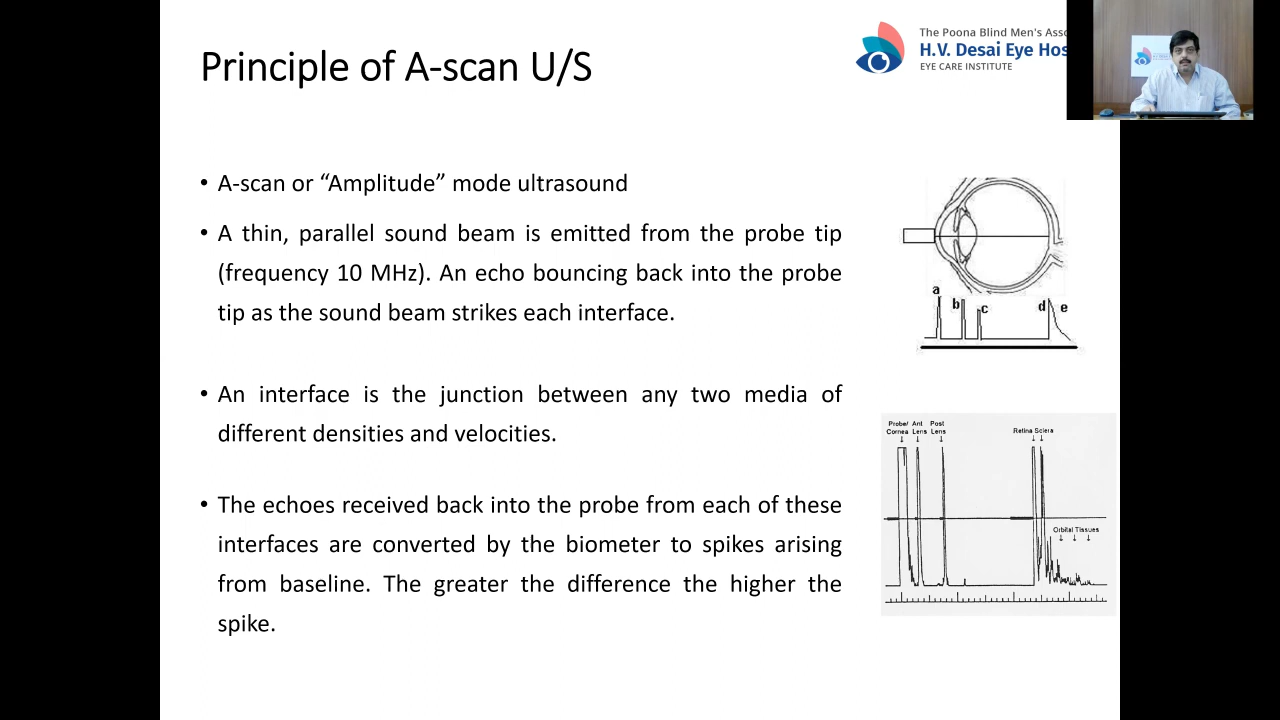 Principle of A-scan U/S
The Poona Blind Men's Asso
H.V. Desai Eye Hos
EYE CARE INSTITUTE
• A-scan or “Amplitude” mode ultrasound
• A thin, parallel sound beam is emitted from the probe tip
(frequency 10 MHz). An echo bouncing back into the probe
tip as the sound beam strikes each interface.
• An interface is the junction between any two media of
different densities and velocities.
• The echoes received back into the probe from each of these
interfaces are converted by the biometer to spikes arising
from baseline. The greater the difference the higher the
spike.
a b c d e
Probe/ Ant Post
Cornea Lens Lens Retina Sclera
Orbital Tissues